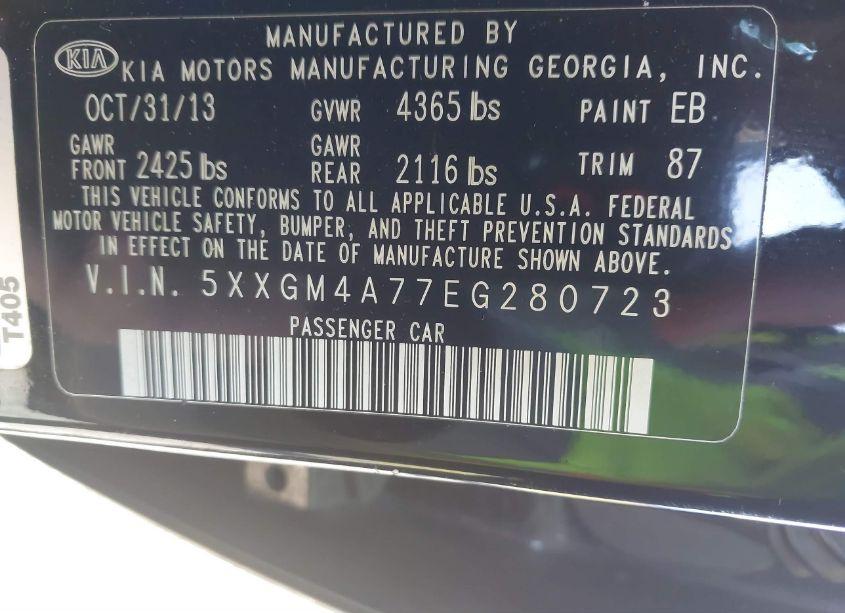 MANUFACTURED BY
KIA KIA MOTORS MANUFACTURING GEORGIA, INC.
OCT/31/13 GVWR 4365 lbs PAINT EB
GAWR FRONT 2425 lbs GAWR REAR 2116 lbs TRIM 87
THIS VEHICLE CONFORMS TO ALL APPLICABLE U.S.A. FEDERAL
MOTOR VEHICLE SAFETY, BUMPER, AND THEFT PREVENTION STANDARDS
IN EFFECT ON THE DATE OF MANUFACTURE SHOWN ABOVE.
V.I.N. 5XXGM4A77EG280723
PASSENGER CAR
T405